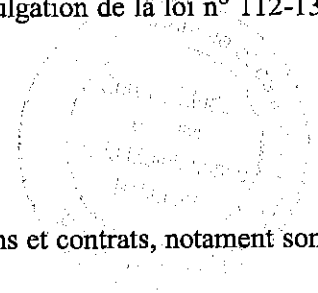 ulgation de la loi n° 112-13
ns et contrats, notament son